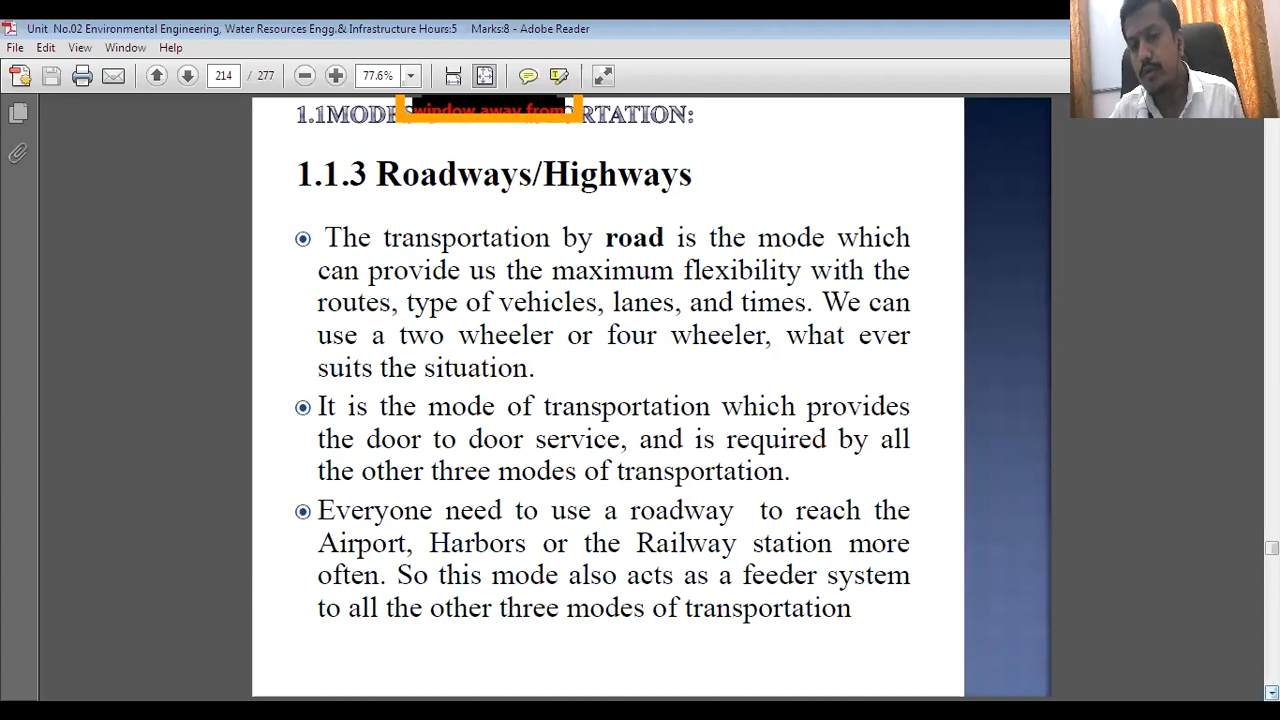 Unit No.02 Environmental Engineering, Water Resources Engg.& Infrastructure Hours:5 Marks:8 - Adobe Reader
File Edit View Window Help
214 / 277 77.6%
window away from
1.1MODE RTATION:
1.1.3 Roadways/Highways
The transportation by road is the mode which
can provide us the maximum flexibility with the
routes, type of vehicles, lanes, and times. We can
use a two wheeler or four wheeler, what ever
suits the situation.
It is the mode of transportation which provides
the door to door service, and is required by all
the other three modes of transportation.
Everyone need to use a roadway to reach the
Airport, Harbors or the Railway station more
often. So this mode also acts as a feeder system
to all the other three modes of transportation